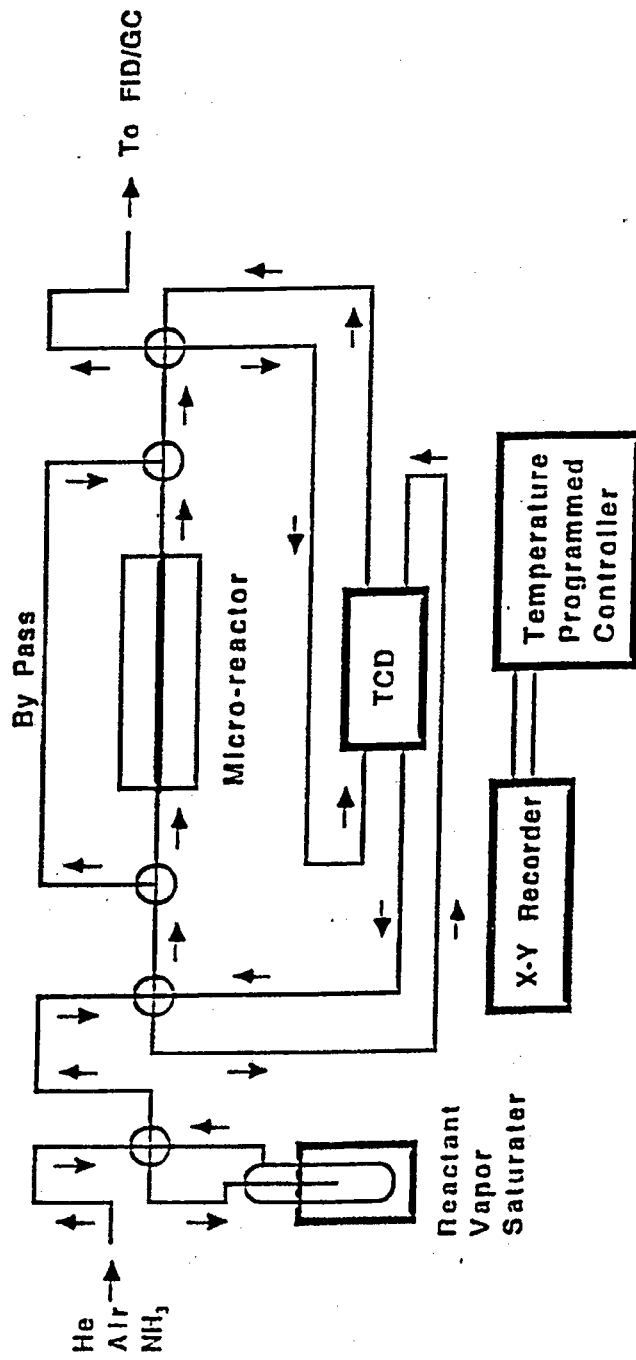 He
Air
NH₃
Reactant
Vapor
Saturater
By Pass
Micro-reactor
To FID/GC
TCD
X-Y Recorder
Temperature
Programmed
Controller